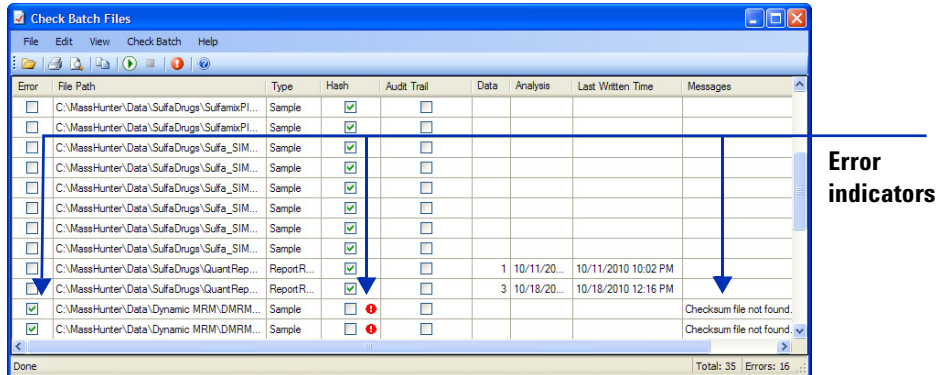 Check Batch Files
File Edit View Check Batch Help
Error File Path Type Hash Audit Trail Data Analysis Last Written Time Messages
C:\MassHunter\Data\SulfaDrugs\SulfamixPI... Sample
C:\MassHunter\Data\SulfaDrugs\SulfamixPI... Sample
C:\MassHunter\Data\SulfaDrugs\Sulfa_SIM... Sample
C:\MassHunter\Data\SulfaDrugs\Sulfa_SIM... Sample
C:\MassHunter\Data\SulfaDrugs\Sulfa_SIM... Sample
C:\MassHunter\Data\SulfaDrugs\Sulfa_SIM... Sample
C:\MassHunter\Data\SulfaDrugs\Sulfa_SIM... Sample
C:\MassHunter\Data\SulfaDrugs\Sulfa_SIM... Sample
C:\MassHunter\Data\SulfaDrugs\QuantRep... ReportR... 1 10/11/20... 10/11/2010 10:02 PM
C:\MassHunter\Data\SulfaDrugs\QuantRep... ReportR... 3 10/18/20... 10/18/2010 12:16 PM
C:\MassHunter\Data\Dynamic MRM\DMRM... Sample Checksum file not found.
C:\MassHunter\Data\Dynamic MRM\DMRM... Sample Checksum file not found.
Done Total: 35 Errors: 16
Error
indicators